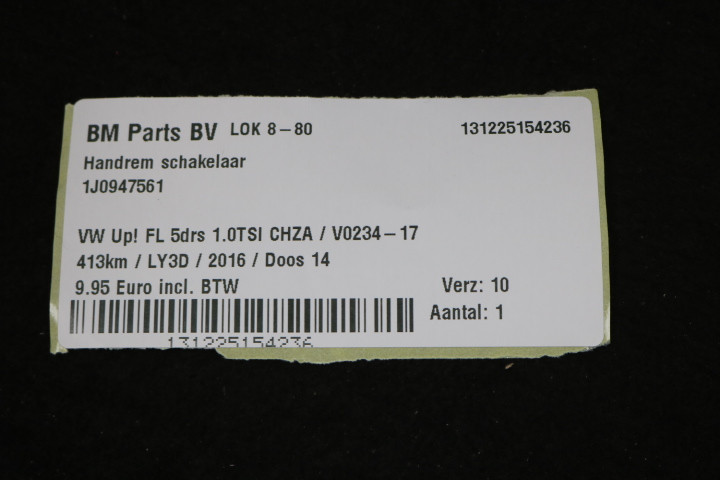 BM Parts BV LOK 8-80 131225154236
Handrem schakelaar
1J0947561
VW Up! FL 5drs 1.0TSI CHZA / V0234-17
413km / LY3D / 2016 / Doos 14
9.95 Euro incl. BTW Verz: 10
Aantal: 1
131225154236